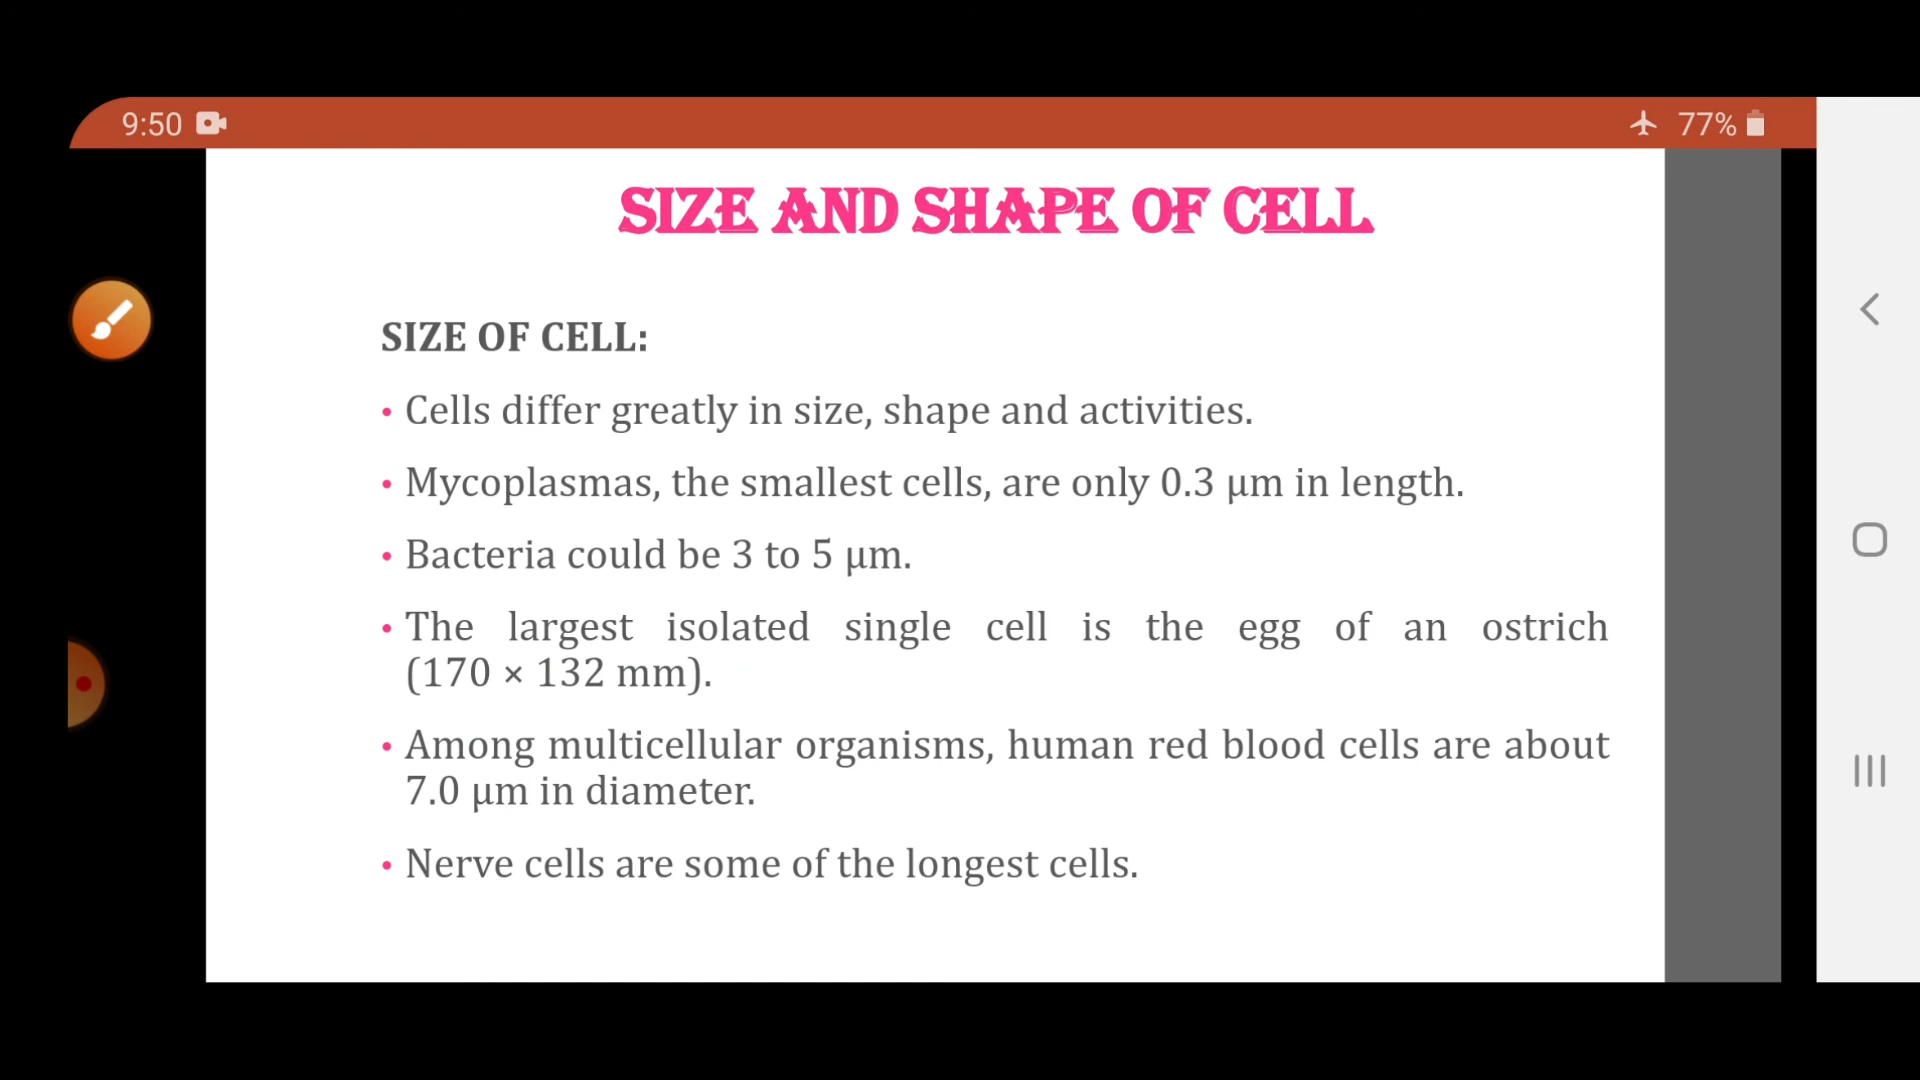 9:50
77%
SIZE AND SHAPE OF CELL
SIZE OF CELL:
• Cells differ greatly in size, shape and activities.
• Mycoplasmas, the smallest cells, are only 0.3 µm in length.
• Bacteria could be 3 to 5 µm.
• The largest isolated single cell is the egg of an ostrich
(170 × 132 mm).
• Among multicellular organisms, human red blood cells are about
7.0 µm in diameter.
• Nerve cells are some of the longest cells.